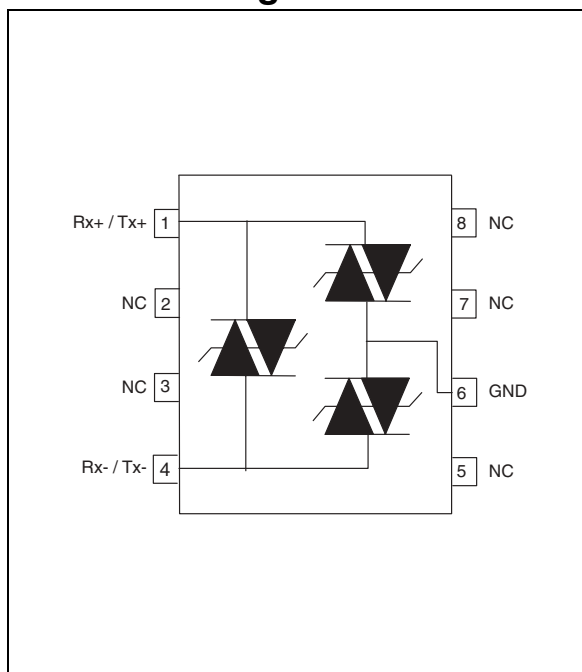 Rx+ / Tx+ 1
8 NC
NC 2
7 NC
NC 3
6 GND
Rx- / Tx- 4
5 NC